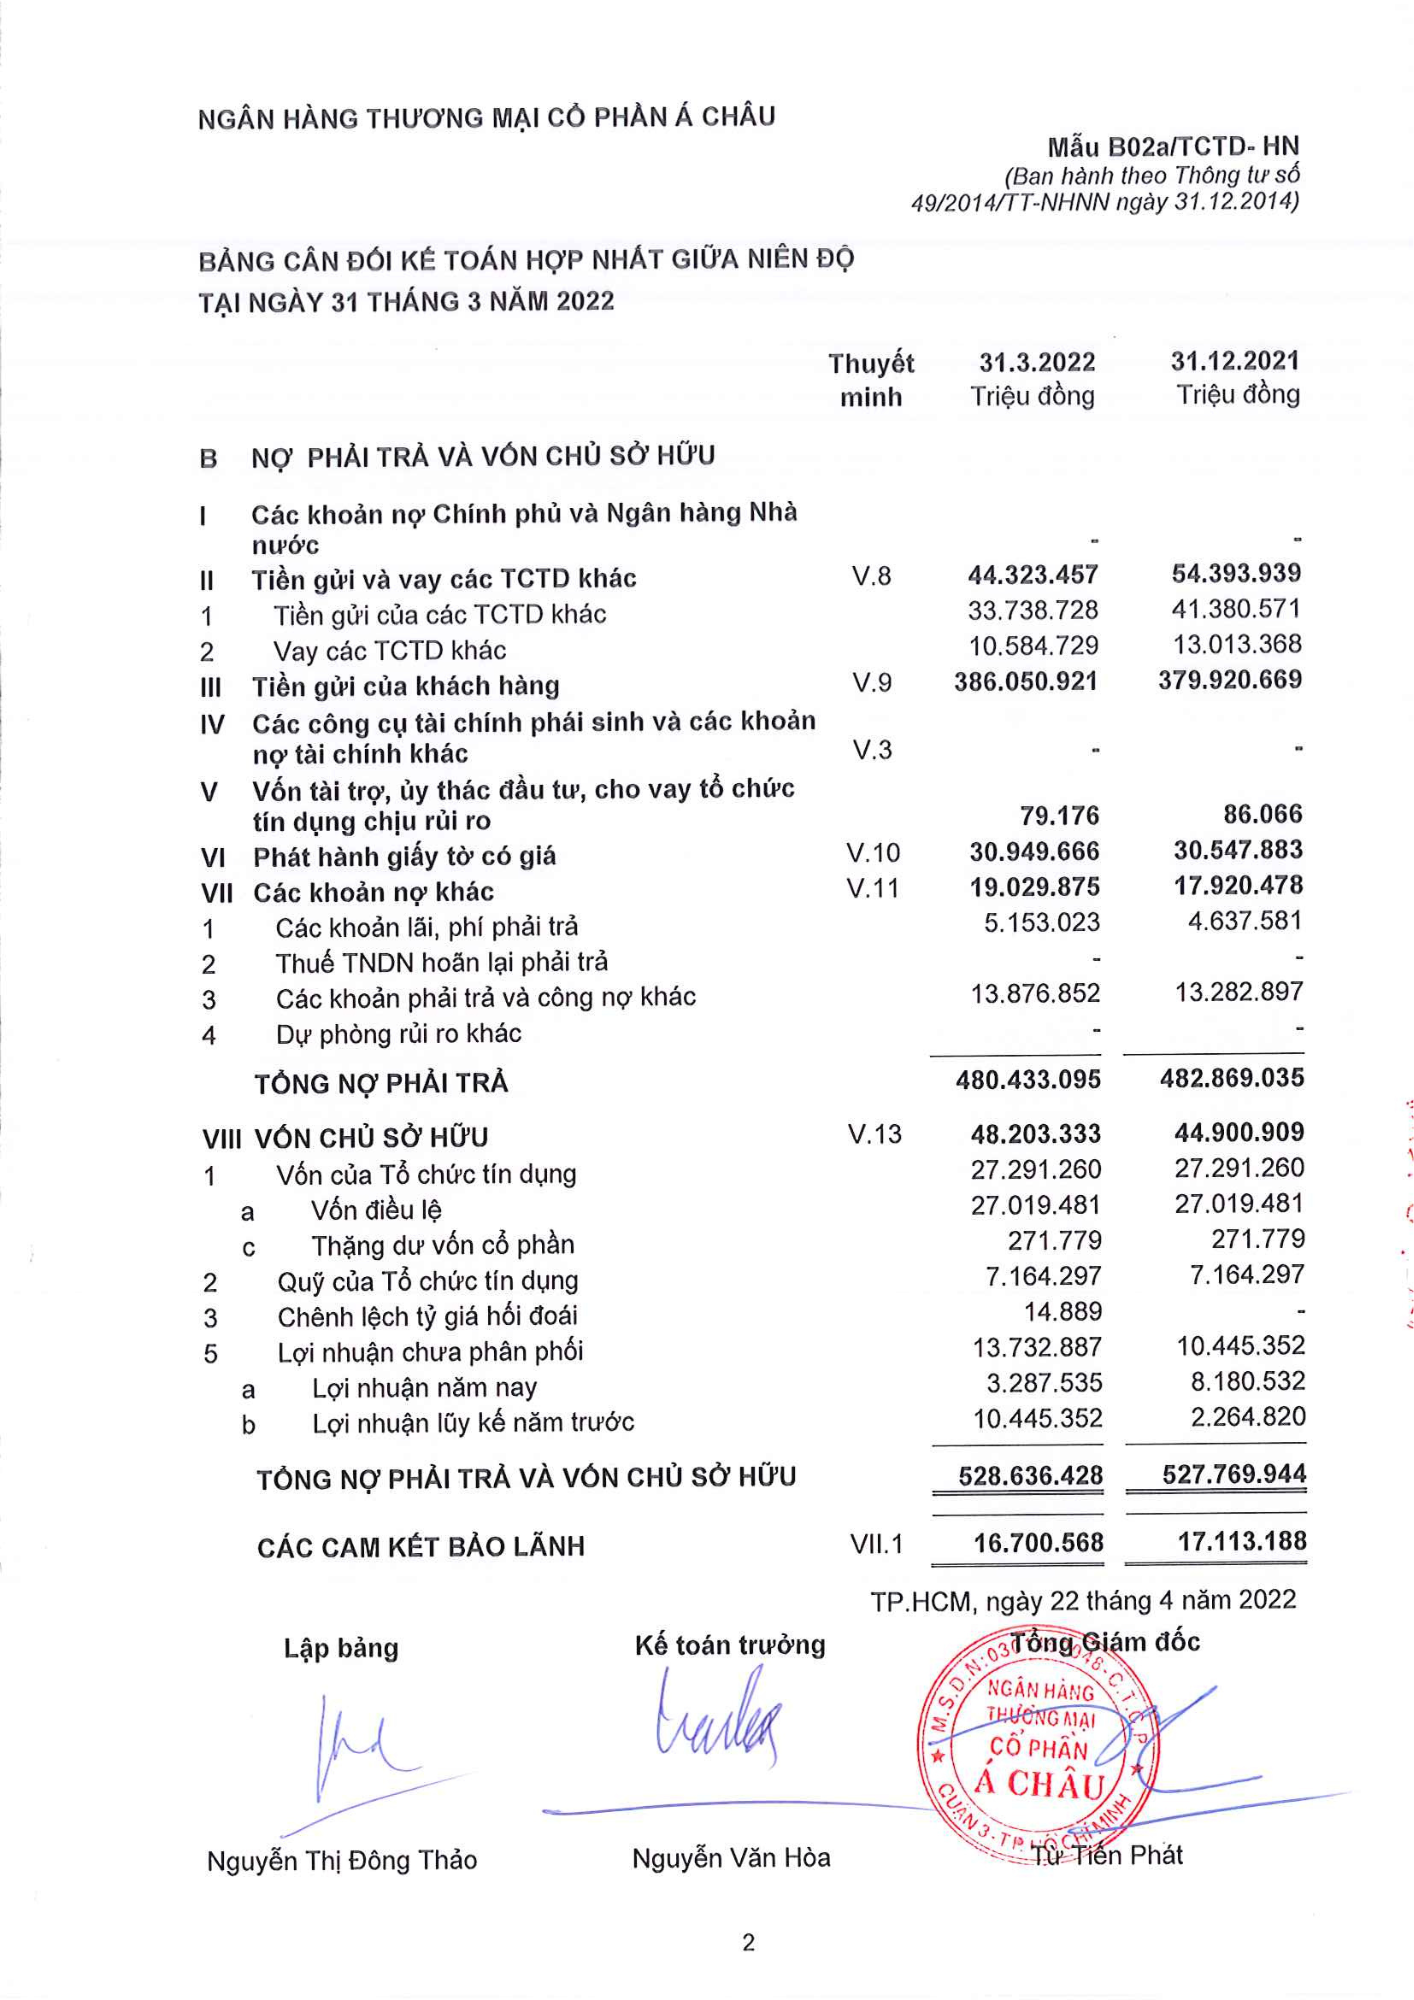 NGÂN HÀNG THƯƠNG MẠI CỔ PHẦN Á CHÂU
Mẫu B02a/TCTD- HN
(Ban hành theo Thông tư số
49/2014/TT-NHNN ngày 31.12.2014)
BẢNG CÂN ĐỐI KẾ TOÁN HỢP NHẤT GIỮA NIÊN ĐỘ
TẠI NGÀY 31 THÁNG 3 NĂM 2022
Thuyết 31.3.2022 31.12.2021
minh Triệu đồng Triệu đồng
B NỢ PHẢI TRẢ VÀ VỐN CHỦ SỞ HỮU
I Các khoản nợ Chính phủ và Ngân hàng Nhà
nước - -
II Tiền gửi và vay các TCTD khác V.8 44.323.457 54.393.939
1 Tiền gửi của các TCTD khác 33.738.728 41.380.571
2 Vay các TCTD khác 10.584.729 13.013.368
III Tiền gửi của khách hàng V.9 386.050.921 379.920.669
IV Các công cụ tài chính phái sinh và các khoản
nợ tài chính khác V.3 - -
V Vốn tài trợ, ủy thác đầu tư, cho vay tổ chức
tín dụng chịu rủi ro 79.176 86.066
VI Phát hành giấy tờ có giá V.10 30.949.666 30.547.883
VII Các khoản nợ khác V.11 19.029.875 17.920.478
1 Các khoản lãi, phí phải trả 5.153.023 4.637.581
2 Thuế TNDN hoãn lại phải trả - -
3 Các khoản phải trả và công nợ khác 13.876.852 13.282.897
4 Dự phòng rủi ro khác - -
TỔNG NỢ PHẢI TRẢ 480.433.095 482.869.035
VIII VỐN CHỦ SỞ HỮU V.13 48.203.333 44.900.909
1 Vốn của Tổ chức tín dụng 27.291.260 27.291.260
a Vốn điều lệ 27.019.481 27.019.481
c Thặng dư vốn cổ phần 271.779 271.779
2 Quỹ của Tổ chức tín dụng 7.164.297 7.164.297
3 Chênh lệch tỷ giá hối đoái 14.889 -
5 Lợi nhuận chưa phân phối 13.732.887 10.445.352
a Lợi nhuận năm nay 3.287.535 8.180.532
b Lợi nhuận lũy kế năm trước 10.445.352 2.264.820
TỔNG NỢ PHẢI TRẢ VÀ VỐN CHỦ SỞ HỮU 528.636.428 527.769.944
CÁC CAM KẾT BẢO LÃNH VII.1 16.700.568 17.113.188
TP.HCM, ngày 22 tháng 4 năm 2022
Lập bảng Kế toán trưởng Tổng Giám đốc
NGÂN HÀNG
THƯƠNG MẠI
CỔ PHẦN
Á CHÂU
QUẬN 3 - TP. HỒ CHÍ MINH
Nguyễn Thị Đông Thảo Nguyễn Văn Hòa Từ Tiến Phát
2